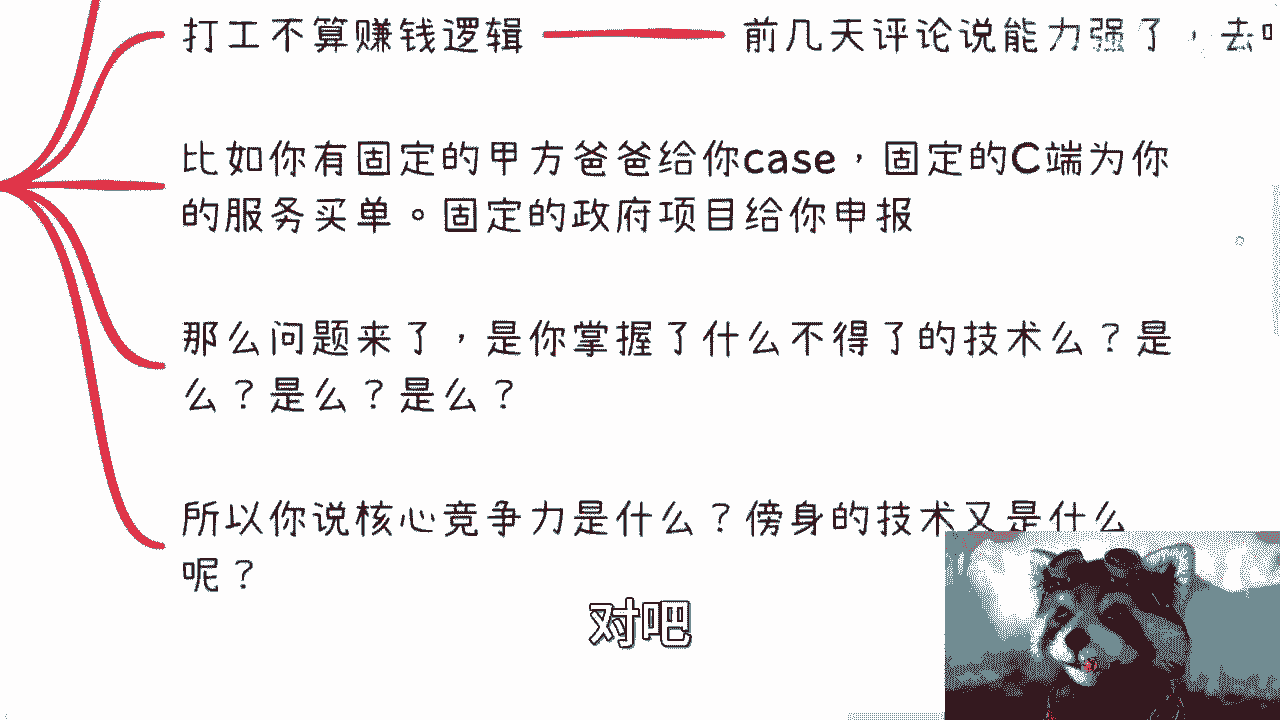 打工不算赚钱逻辑
前几天评论说能力强了，去
比如你有固定的甲方爸爸给你case，固定的C端为你
的服务买单。固定的政府项目给你申报
那么问题来了，是你掌握了什么不得了的技术么？是
么？是么？是么？
所以你说核心竞争力是什么？傍身的技术又是什么
呢？
对吧